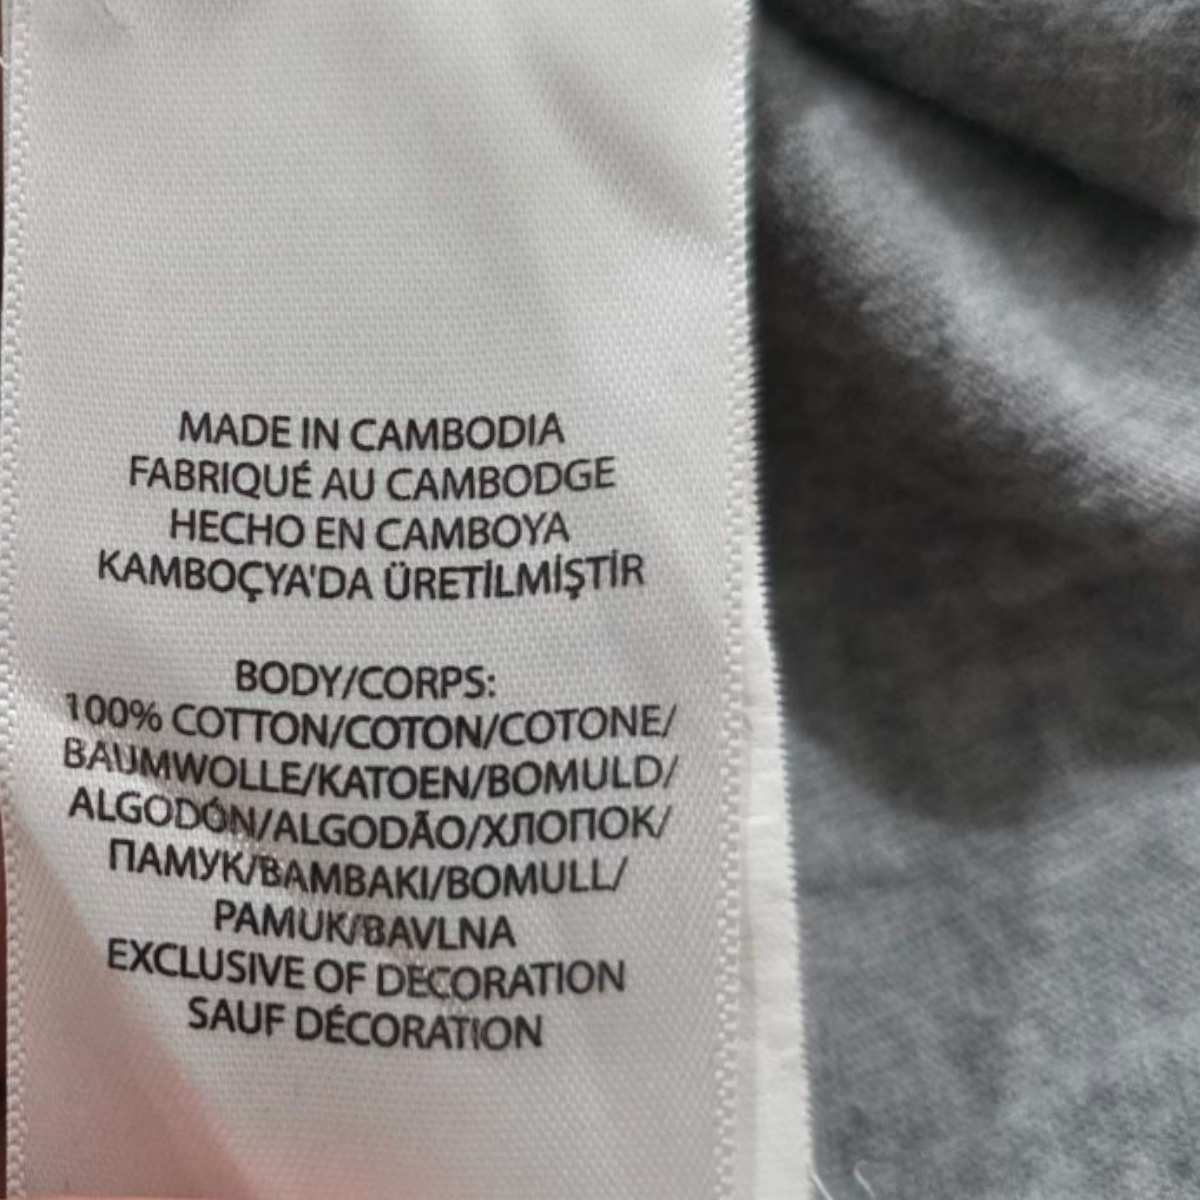 MADE IN CAMBODIA
FABRIQUÉ AU CAMBODGE
HECHO EN CAMBOYA
KAMBOÇYA'DA ÜRETİLMİŞTİR
BODY/CORPS:
100% COTTON/COTON/COTONE/
BAUMWOLLE/KATOEN/BOMULD/
ALGODÓN/ALGODÃO/ХЛОПОК/
ПАМУК/BAMBAKI/BOMULL/
PAMUK/BAVLNA
EXCLUSIVE OF DECORATION
SAUF DÉCORATION